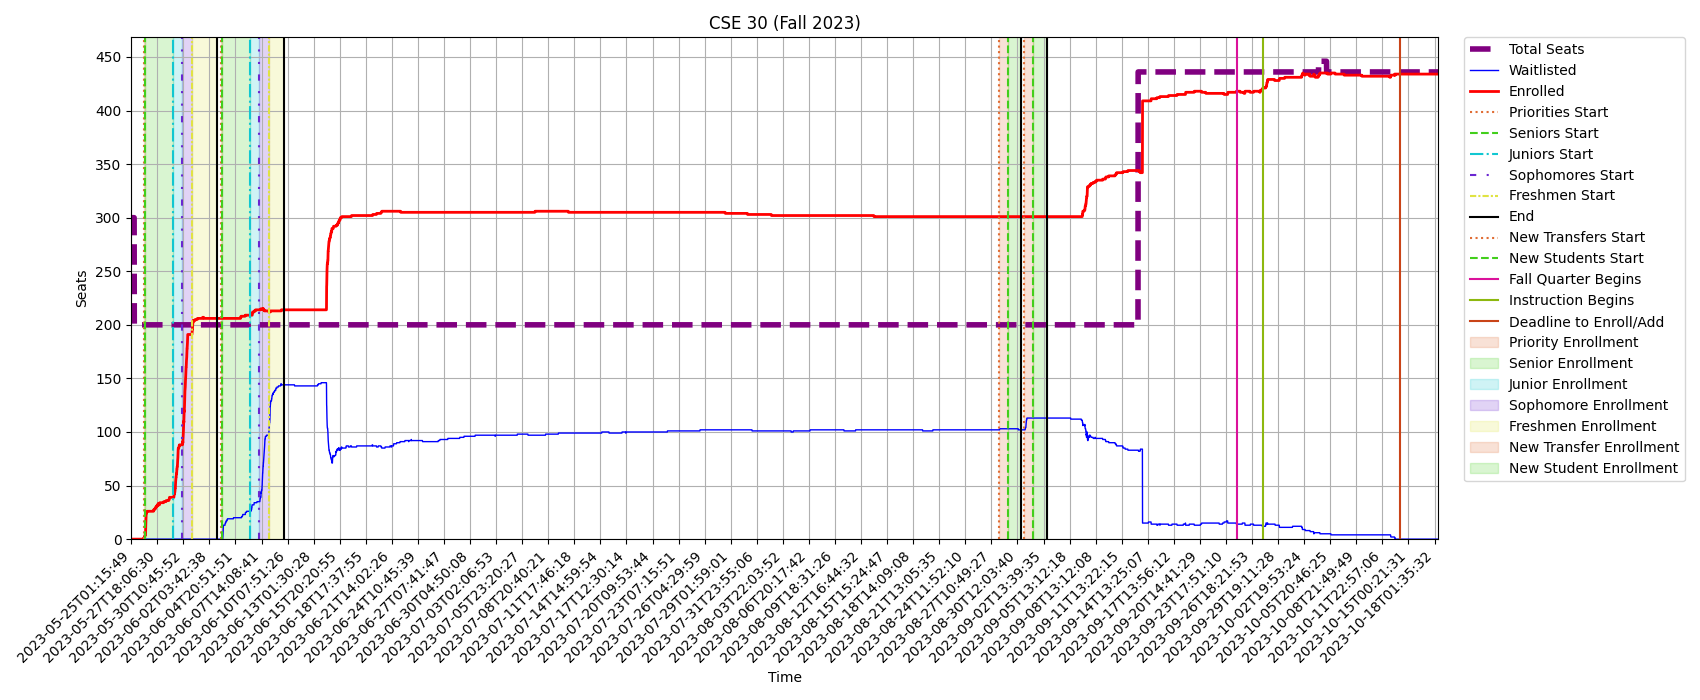 CSE 30 (Fall 2023)
Seats
450
400
350
300
250
200
150
100
50
0
2023-05-25T01:15:49
2023-05-27T18:06:30
2023-05-30T10:45:52
2023-06-02T03:42:38
2023-06-04T20:51:51
2023-06-07T14:08:41
2023-06-10T07:51:26
2023-06-13T01:30:28
2023-06-15T20:20:55
2023-06-18T17:37:55
2023-06-21T14:02:26
2023-06-24T10:45:39
2023-06-27T07:41:47
2023-06-30T04:50:08
2023-07-03T02:06:53
2023-07-05T23:20:27
2023-07-08T20:40:21
2023-07-11T17:46:18
2023-07-14T14:59:54
2023-07-17T12:30:14
2023-07-20T09:53:44
2023-07-23T07:15:51
2023-07-26T04:29:59
2023-07-29T01:59:01
2023-07-31T23:55:06
2023-08-03T22:03:52
2023-08-06T20:17:42
2023-08-09T18:31:26
2023-08-12T16:44:32
2023-08-15T15:24:47
2023-08-18T14:09:08
2023-08-21T13:05:35
2023-08-24T11:52:10
2023-08-27T10:49:27
2023-08-30T12:03:40
2023-09-02T13:39:35
2023-09-05T13:12:18
2023-09-08T13:12:08
2023-09-11T13:22:15
2023-09-14T13:25:07
2023-09-17T13:56:12
2023-09-20T14:41:29
2023-09-23T17:51:10
2023-09-26T18:21:53
2023-09-29T19:11:28
2023-10-02T19:53:24
2023-10-05T20:46:25
2023-10-08T21:49:49
2023-10-11T22:57:06
2023-10-15T00:21:31
2023-10-18T01:35:32
Time
Total Seats
Waitlisted
Enrolled
Priorities Start
Seniors Start
Juniors Start
Sophomores Start
Freshmen Start
End
New Transfers Start
New Students Start
Fall Quarter Begins
Instruction Begins
Deadline to Enroll/Add
Priority Enrollment
Senior Enrollment
Junior Enrollment
Sophomore Enrollment
Freshmen Enrollment
New Transfer Enrollment
New Student Enrollment